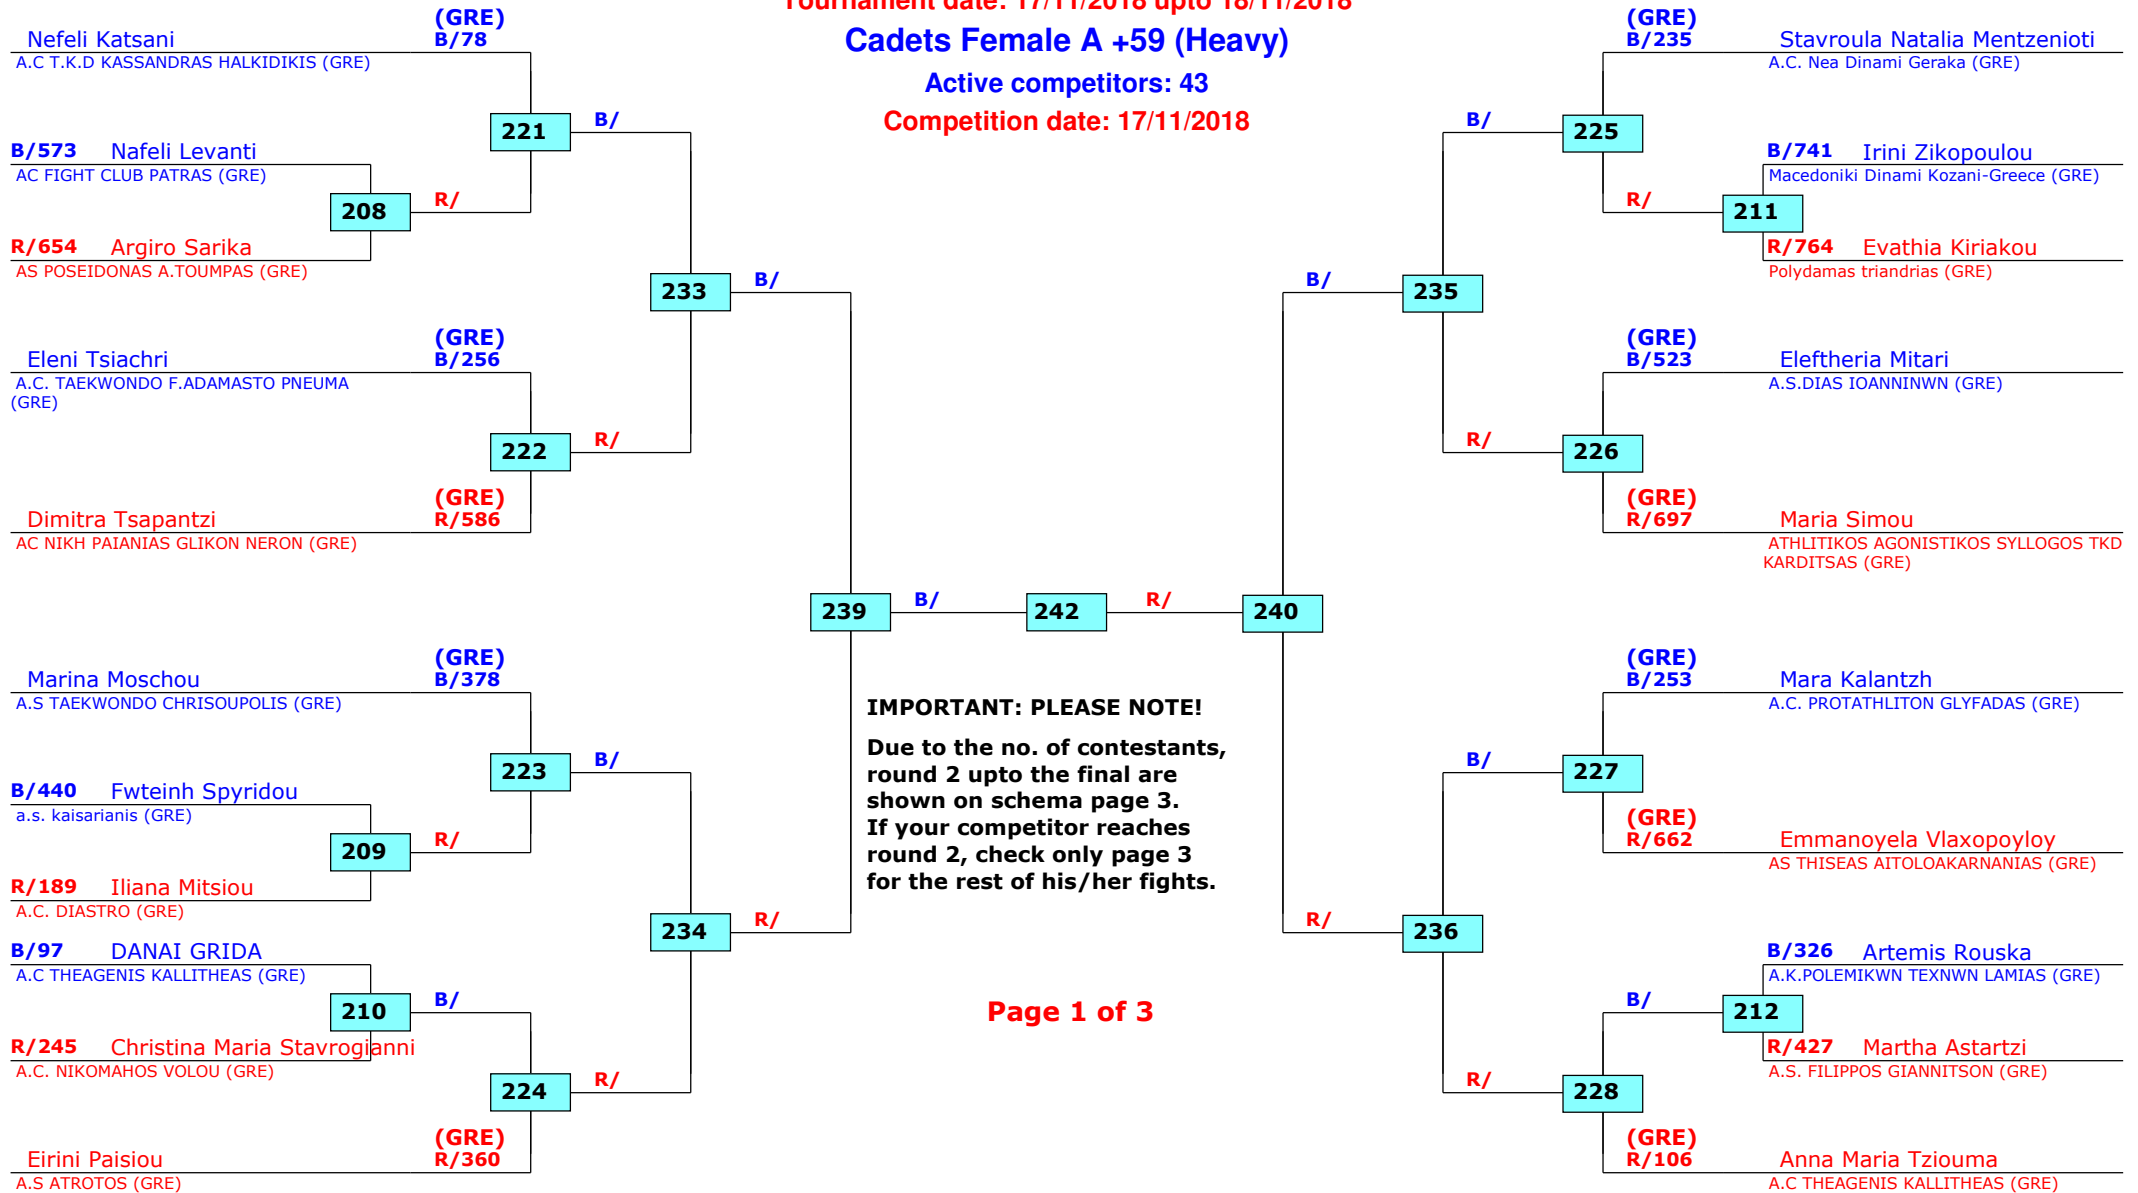 Tournament date: 17/11/2018 upto 18/11/2018
Cadets Female A +59 (Heavy)
Active competitors: 43
Competition date: 17/11/2018
(GRE)
Nefeli Katsani B/78
A.C T.K.D KASSANDRAS HALKIDIKIS (GRE)
221 B/
B/573 Nafeli Levanti
AC FIGHT CLUB PATRAS (GRE)
208 R/
R/654 Argiro Sarika
AS POSEIDONAS A.TOUMPAS (GRE)
233 B/
(GRE)
Eleni Tsiachri B/256
A.C. TAEKWONDO F.ADAMASTO PNEUMA
(GRE)
222 R/
(GRE)
Dimitra Tsapantzi R/586
AC NIKH PAIANIAS GLIKON NERON (GRE)
239 B/ 242 R/ 240
(GRE)
Marina Moschou B/378
A.S TAEKWONDO CHRISOUPOLIS (GRE)
223 B/
B/440 Fwteinh Spyridou
a.s. kaisarianis (GRE)
209 R/
R/189 Iliana Mitsiou
A.C. DIASTRO (GRE)
234 R/
B/97 DANAI GRIDA
A.C THEAGENIS KALLITHEAS (GRE)
210 B/
R/245 Christina Maria Stavrogianni
A.C. NIKOMAHOS VOLOU (GRE)
224 R/
(GRE)
Eirini Paisiou R/360
A.S ATROTOS (GRE)
IMPORTANT: PLEASE NOTE!
Due to the no. of contestants,
round 2 upto the final are
shown on schema page 3.
If your competitor reaches
round 2, check only page 3
for the rest of his/her fights.
Page 1 of 3
(GRE)
B/235 Stavroula Natalia Mentzenioti
A.C. Nea Dinami Geraka (GRE)
B/ 225
B/741 Irini Zikopoulou
Macedoniki Dinami Kozani-Greece (GRE)
R/ 211
R/764 Evathia Kiriakou
Polydamas triandrias (GRE)
B/ 235
(GRE)
B/523 Eleftheria Mitari
A.S.DIAS IOANNINWN (GRE)
R/ 226
(GRE)
R/697 Maria Simou
ATHLITIKOS AGONISTIKOS SYLLOGOS TKD
KARDITSAS (GRE)
(GRE)
B/253 Mara Kalantzh
A.C. PROTATHLITON GLYFADAS (GRE)
B/ 227
(GRE)
R/662 Emmanoyela Vlaxopoyloy
AS THISEAS AITOLOAKARNANIAS (GRE)
R/ 236
B/326 Artemis Rouska
A.K.POLEMIKWN TEXNWN LAMIAS (GRE)
B/ 212
R/427 Martha Astartzi
A.S. FILIPPOS GIANNITSON (GRE)
R/ 228
(GRE)
R/106 Anna Maria Tziouma
A.C THEAGENIS KALLITHEAS (GRE)